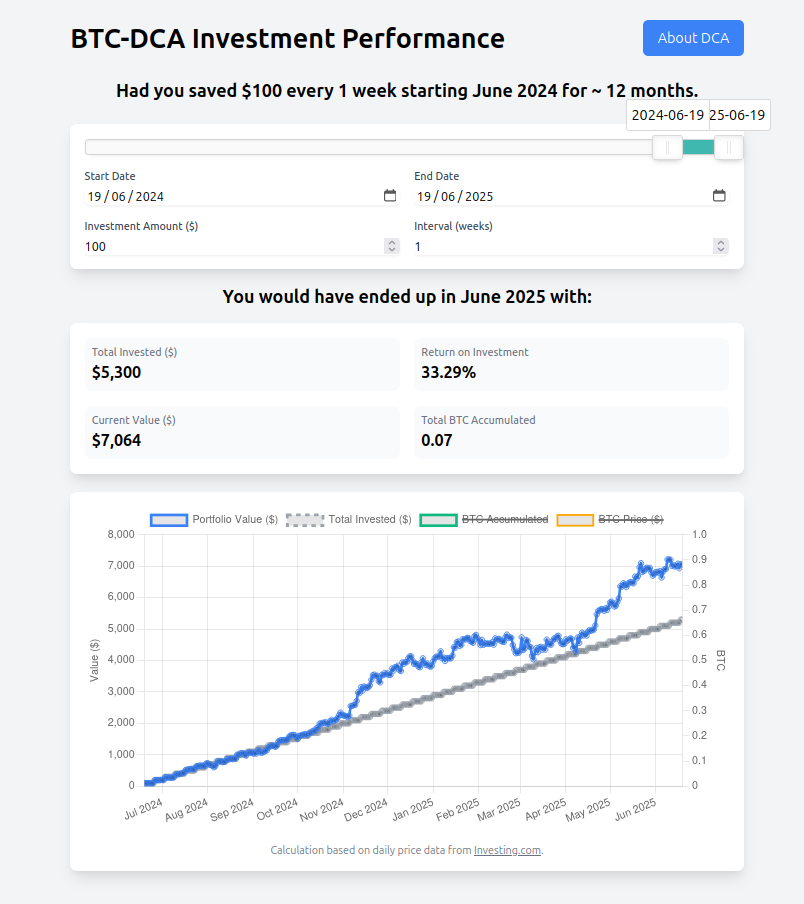 BTC-DCA Investment Performance
About DCA
Had you saved $100 every 1 week starting June 2024 for ~ 12 months.
2024-06-19 25-06-19
Start Date
19/06/2024
End Date
19/06/2025
Investment Amount ($)
100
Interval (weeks)
1
You would have ended up in June 2025 with:
Total Invested ($)
$5,300
Return on Investment
33.29%
Current Value ($)
$7,064
Total BTC Accumulated
0.07
Portfolio Value ($) Total Invested ($) BTC Accumulated BTC Price ($)
8,000
7,000
6,000
5,000
4,000
3,000
2,000
1,000
0
Value ($)
1.0
0.9
0.8
0.7
0.6
0.5
0.4
0.3
0.2
0.1
0
BTC
Jul 2024 Aug 2024 Sep 2024 Oct 2024 Nov 2024 Dec 2024 Jan 2025 Feb 2025 Mar 2025 Apr 2025 May 2025 Jun 2025
Calculation based on daily price data from Investing.com.